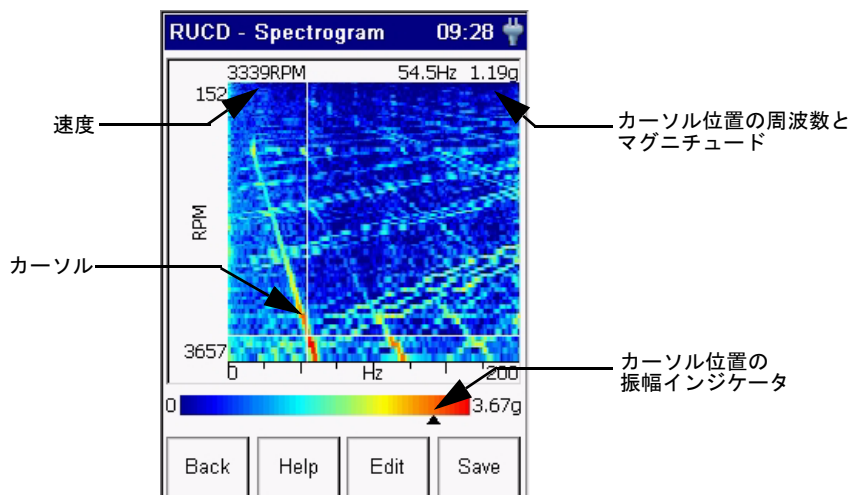 RUCD - Spectrogram 09:28
3339RPM 54.5Hz 1.19g
152
速度
カーソル位置の周波数と
マグニチュード
RPM
カーソル
3657
0 Hz 200
カーソル位置の
振幅インジケータ
0 3.67g
Back Help Edit Save